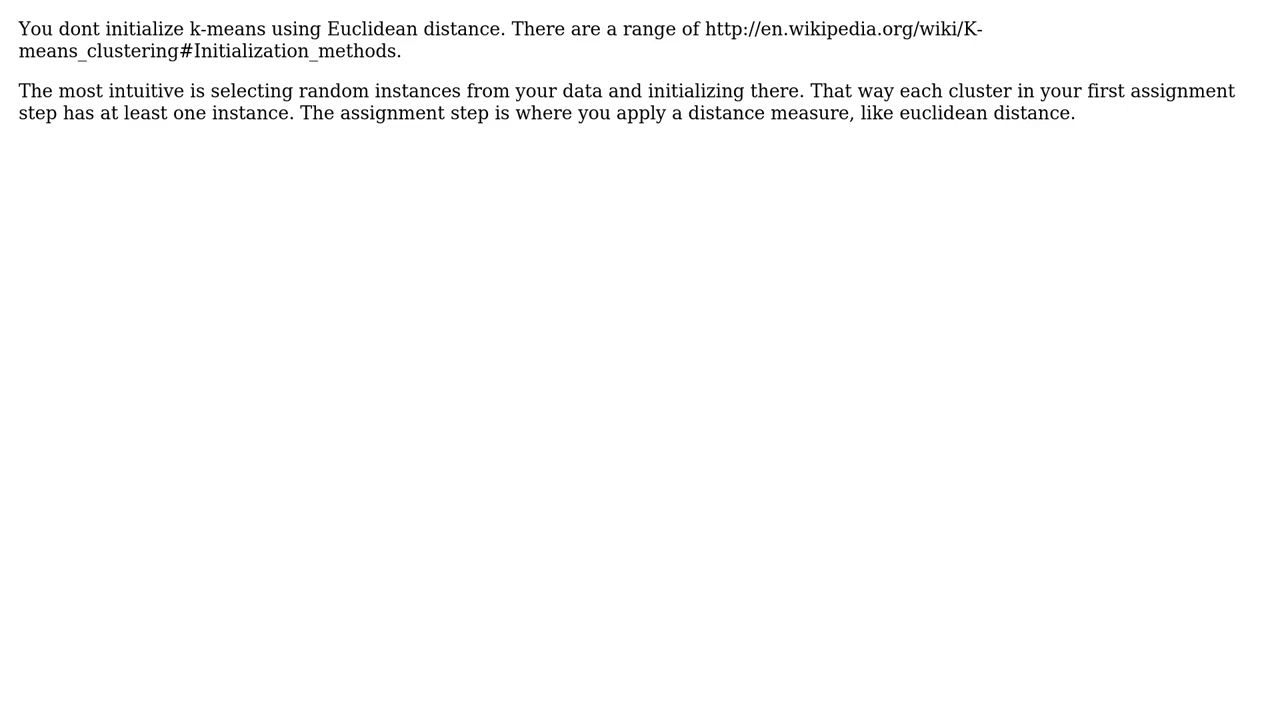 You dont initialize k-means using Euclidean distance. There are a range of http://en.wikipedia.org/wiki/K-
means_clustering#Initialization_methods.
The most intuitive is selecting random instances from your data and initializing there. That way each cluster in your first assignment
step has at least one instance. The assignment step is where you apply a distance measure, like euclidean distance.